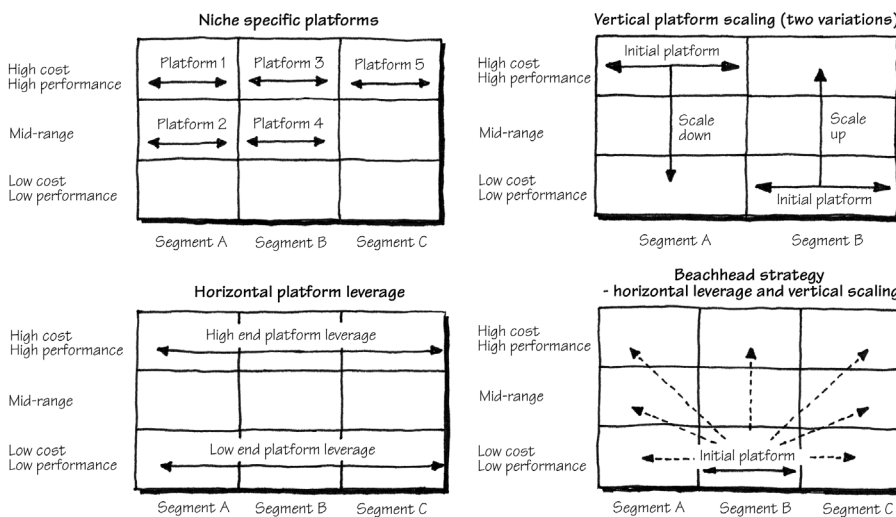 Niche specific platforms
High cost
High performance
Mid-range
Low cost
Low performance
Platform 1
Platform 3
Platform 5
Platform 2
Platform 4
Segment A
Segment B
Segment C
Vertical platform scaling (two variations)
High cost
High performance
Mid-range
Low cost
Low performance
Initial platform
Scale
down
Scale
up
Initial platform
Segment A
Segment B
Horizontal platform leverage
High cost
High performance
Mid-range
Low cost
Low performance
High end platform leverage
Low end platform leverage
Segment A
Segment B
Segment C
Beachhead strategy
- horizontal leverage and vertical scaling
High cost
High performance
Mid-range
Low cost
Low performance
Initial platform
Segment A
Segment B
Segment C